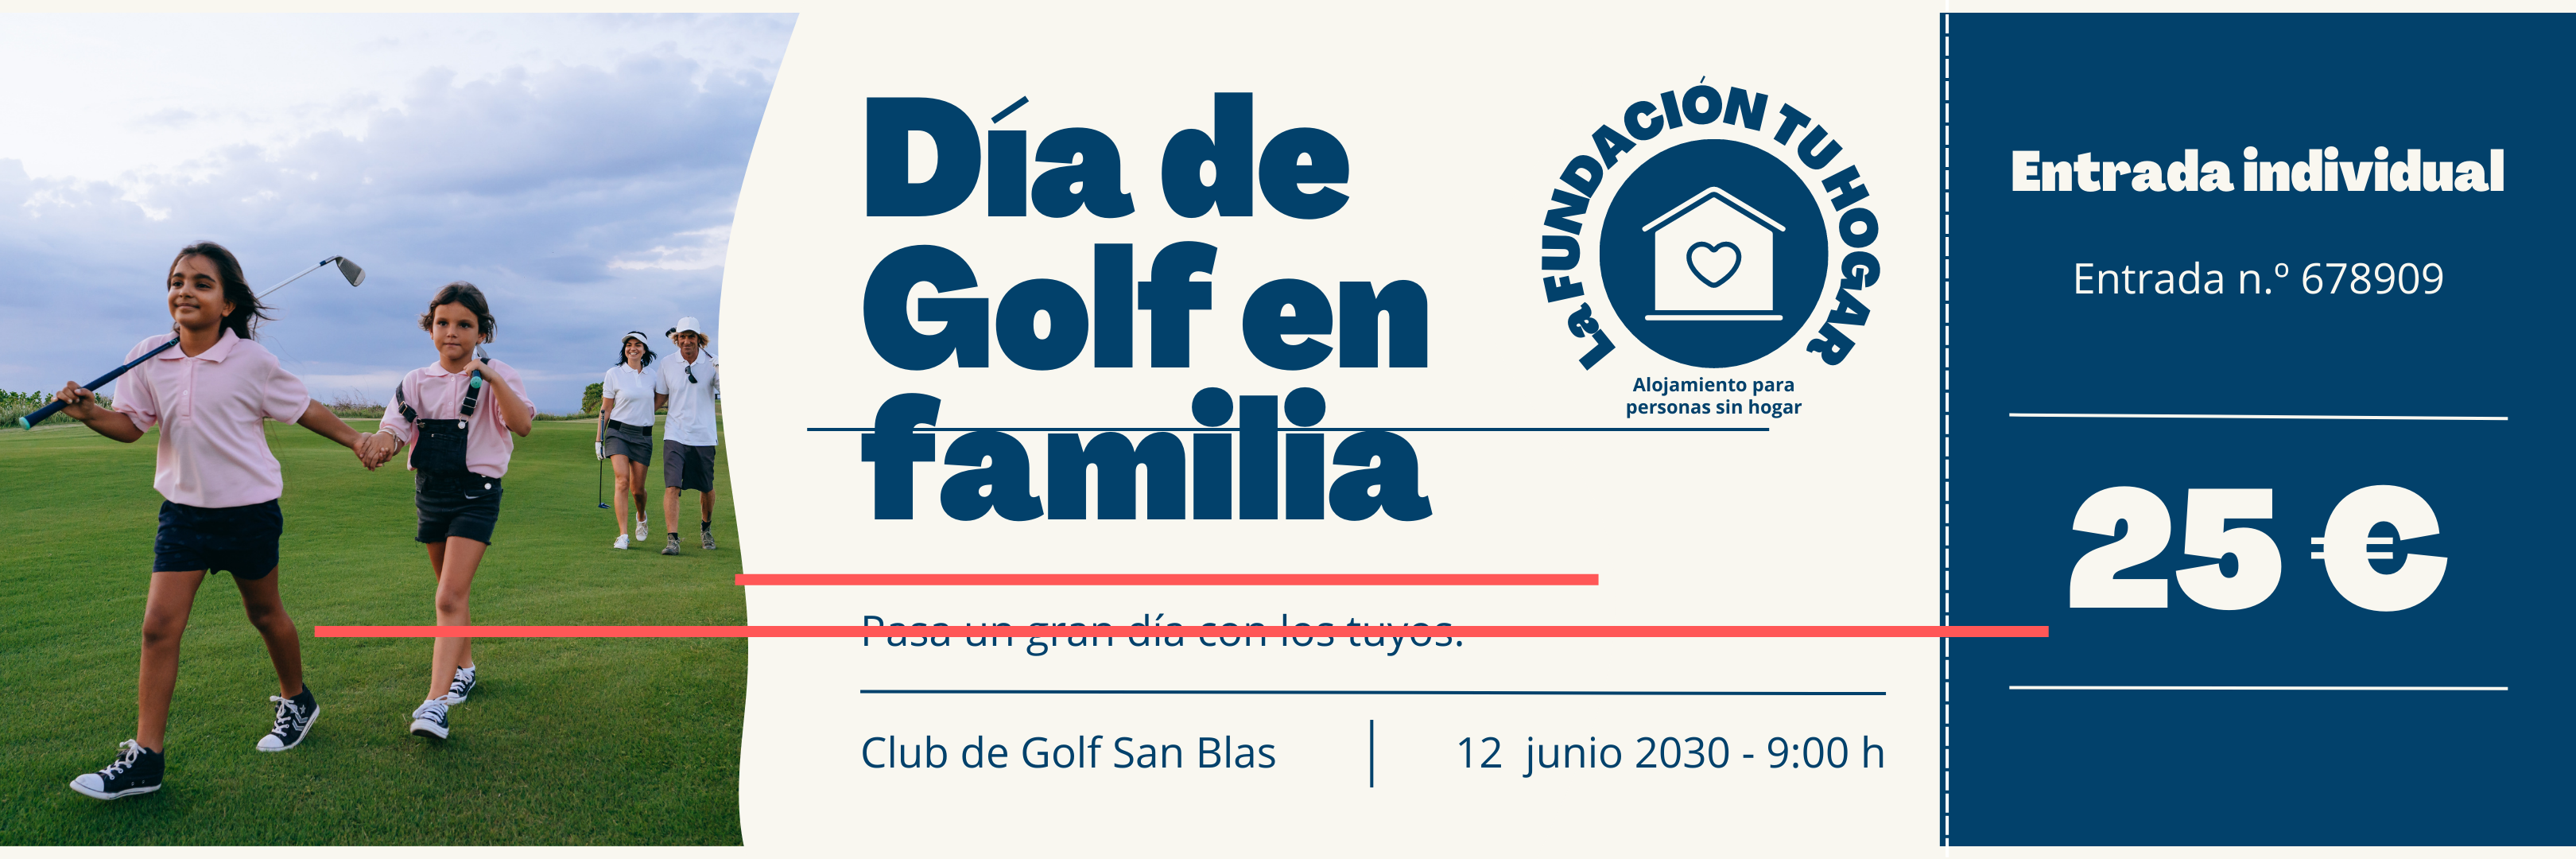 Día de
Golf en
familia
La FUNDACIÓN TU HOGAR
Alojamiento para
personas sin hogar
Pasa un gran día con los tuyos.
Club de Golf San Blas
12 junio 2030 - 9:00 h
Entrada individual
Entrada n.º 678909
25 €